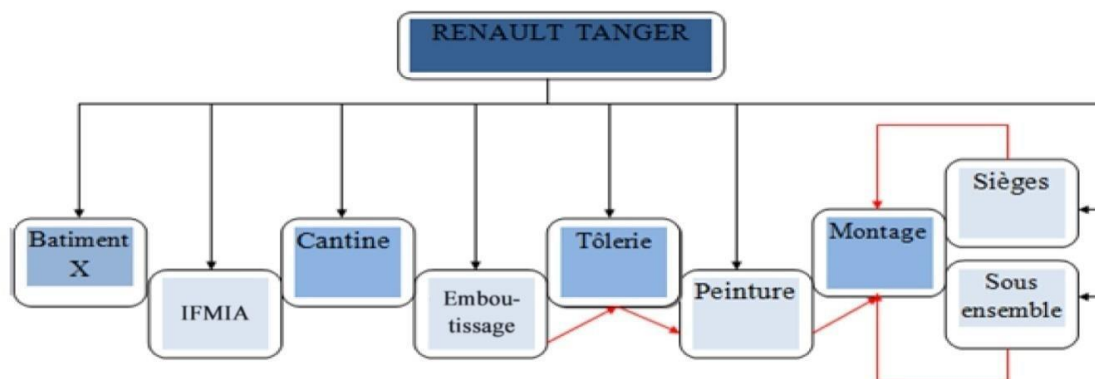 RENAULT TANGER
Batiment
X
IFMIA
Cantine
Embou-
tissage
Tôlerie
Peinture
Montage
Sièges
Sous
ensemble